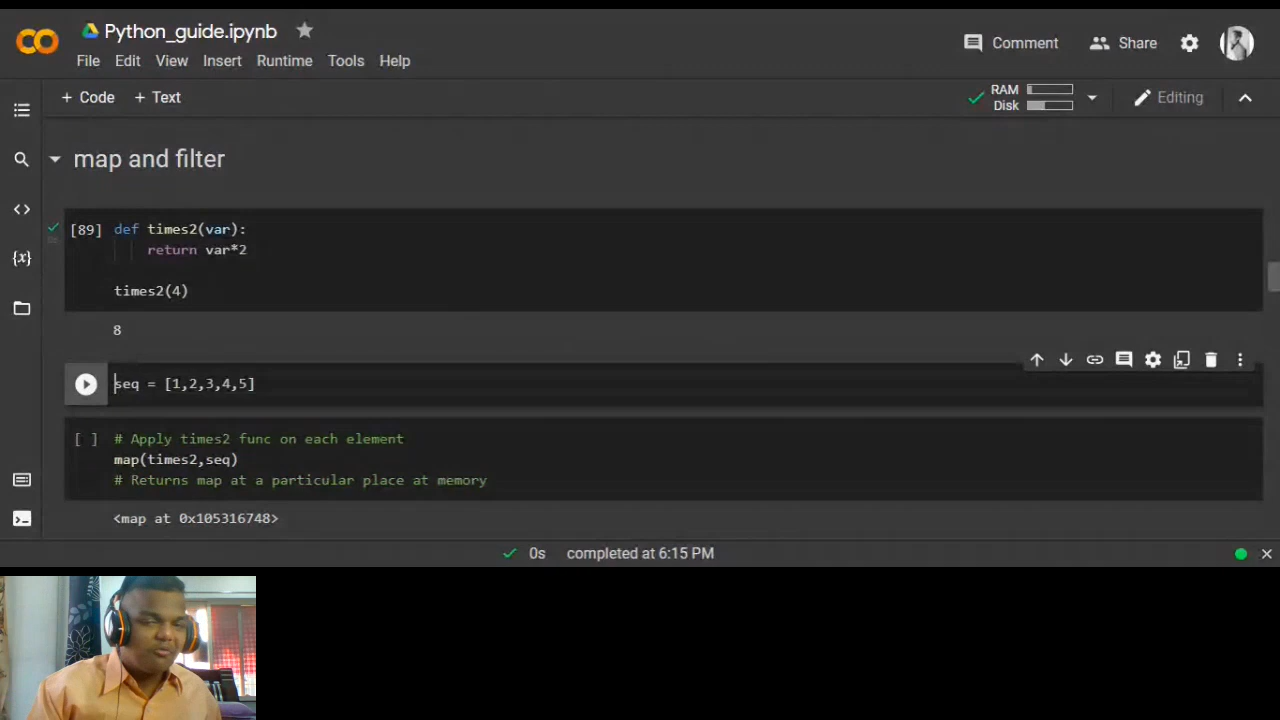 Python_guide.ipynb
File Edit View Insert Runtime Tools Help
Comment Share
+ Code + Text
RAM
Disk
Editing
map and filter
[89] def times2(var):
return var*2
times2(4)
8
seq = [1,2,3,4,5]
[ ] # Apply times2 func on each element
map(times2,seq)
# Returns map at a particular place at memory
<map at 0x105316748>
0s completed at 6:15 PM